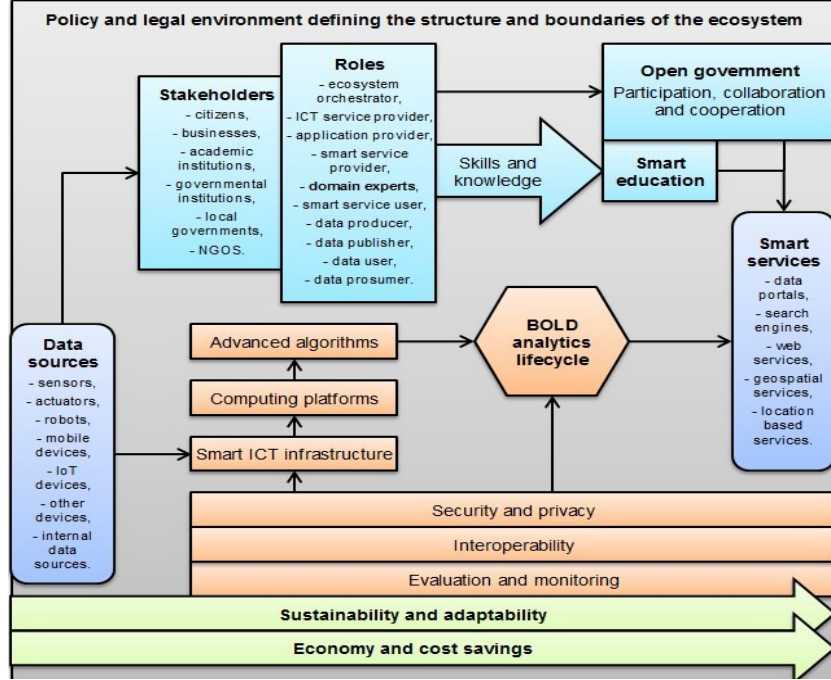 Policy and legal environment defining the structure and boundaries of the ecosystem
Stakeholders
- citizens,
- businesses,
- academic
institutions,
- governmental
institutions,
- local
governments,
- NGOS.
Roles
- ecosystem
orchestrator,
- ICT service provider,
- application provider,
- smart service
provider,
- domain experts,
- smart service user,
- data producer,
- data publisher,
- data user,
- data prosumer.
Skills and
knowledge
Open government
Participation, collaboration
and cooperation
Smart
education
Smart
services
- data
portals,
- search
engines,
- web
services,
- geospatial
services,
- location
based
services.
Data
sources
- sensors,
- actuators,
- robots,
- mobile
devices,
- IoT
devices,
- other
devices,
- internal
data
sources.
Advanced algorithms
Computing platforms
Smart ICT infrastructure
BOLD
analytics
lifecycle
Security and privacy
Interoperability
Evaluation and monitoring
Sustainability and adaptability
Economy and cost savings